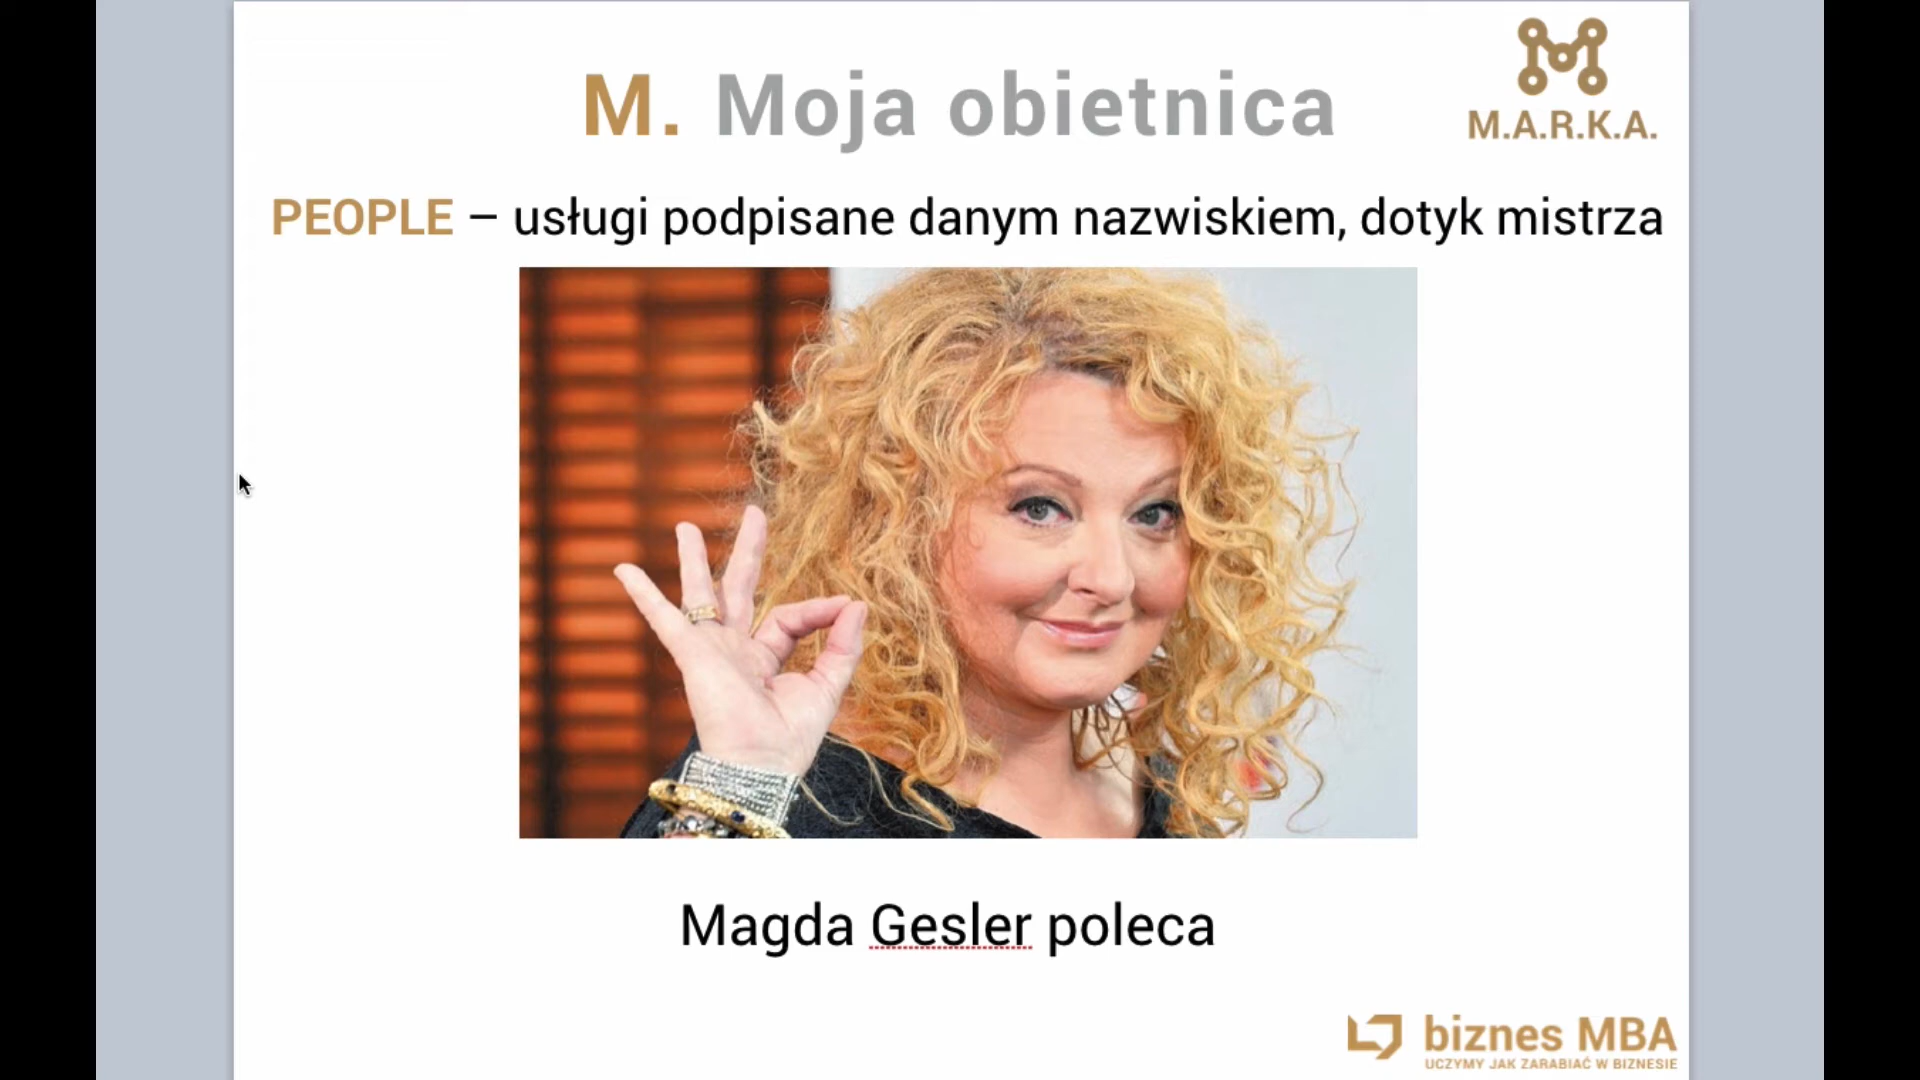 M. Moja obietnica
M.A.R.K.A.
PEOPLE – usługi podpisane danym nazwiskiem, dotyk mistrza
Magda Gesler poleca
biznes MBA
UCZYMY JAK ZARABIAĆ W BIZNESIE